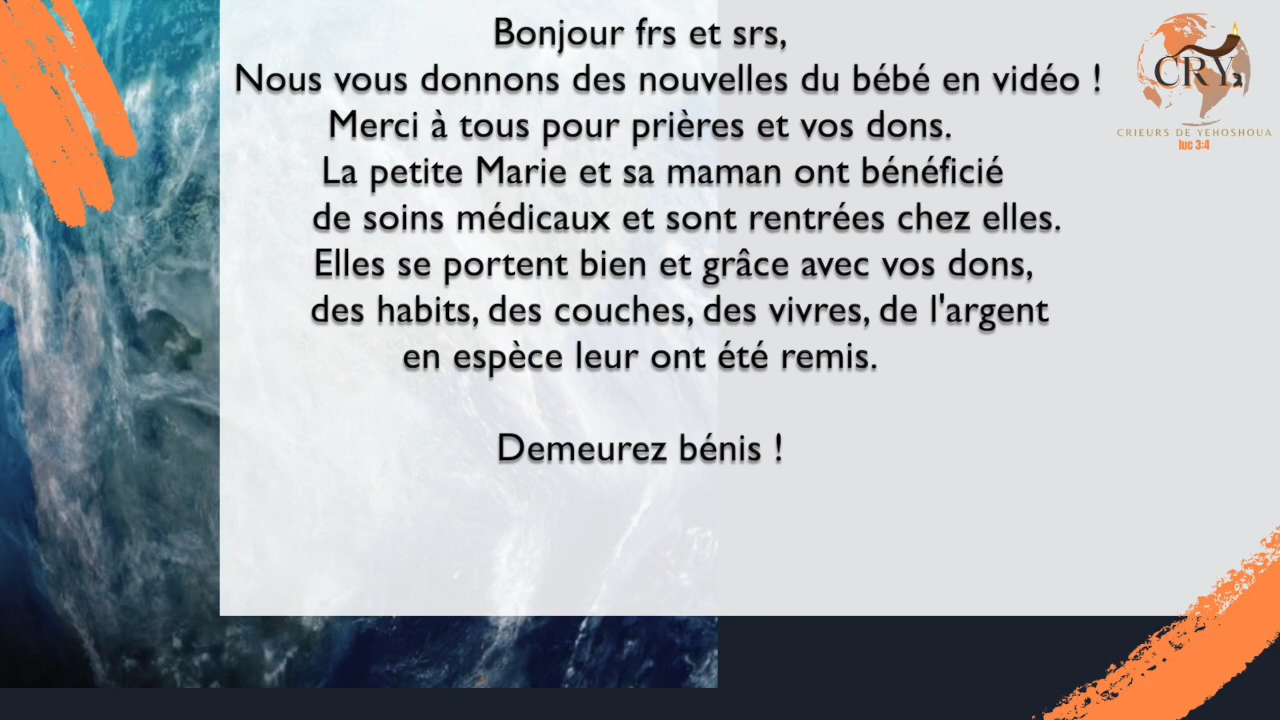 Bonjour frs et srs,
Nous vous donnons des nouvelles du bébé en vidéo !
Merci à tous pour prières et vos dons.
La petite Marie et sa maman ont bénéficié
de soins médicaux et sont rentrées chez elles.
Elles se portent bien et grâce avec vos dons,
des habits, des couches, des vivres, de l'argent
en espèce leur ont été remis.
Demeurez bénis !
CRY
CRIEURS DE YEHOSHOUA
luc 3:4